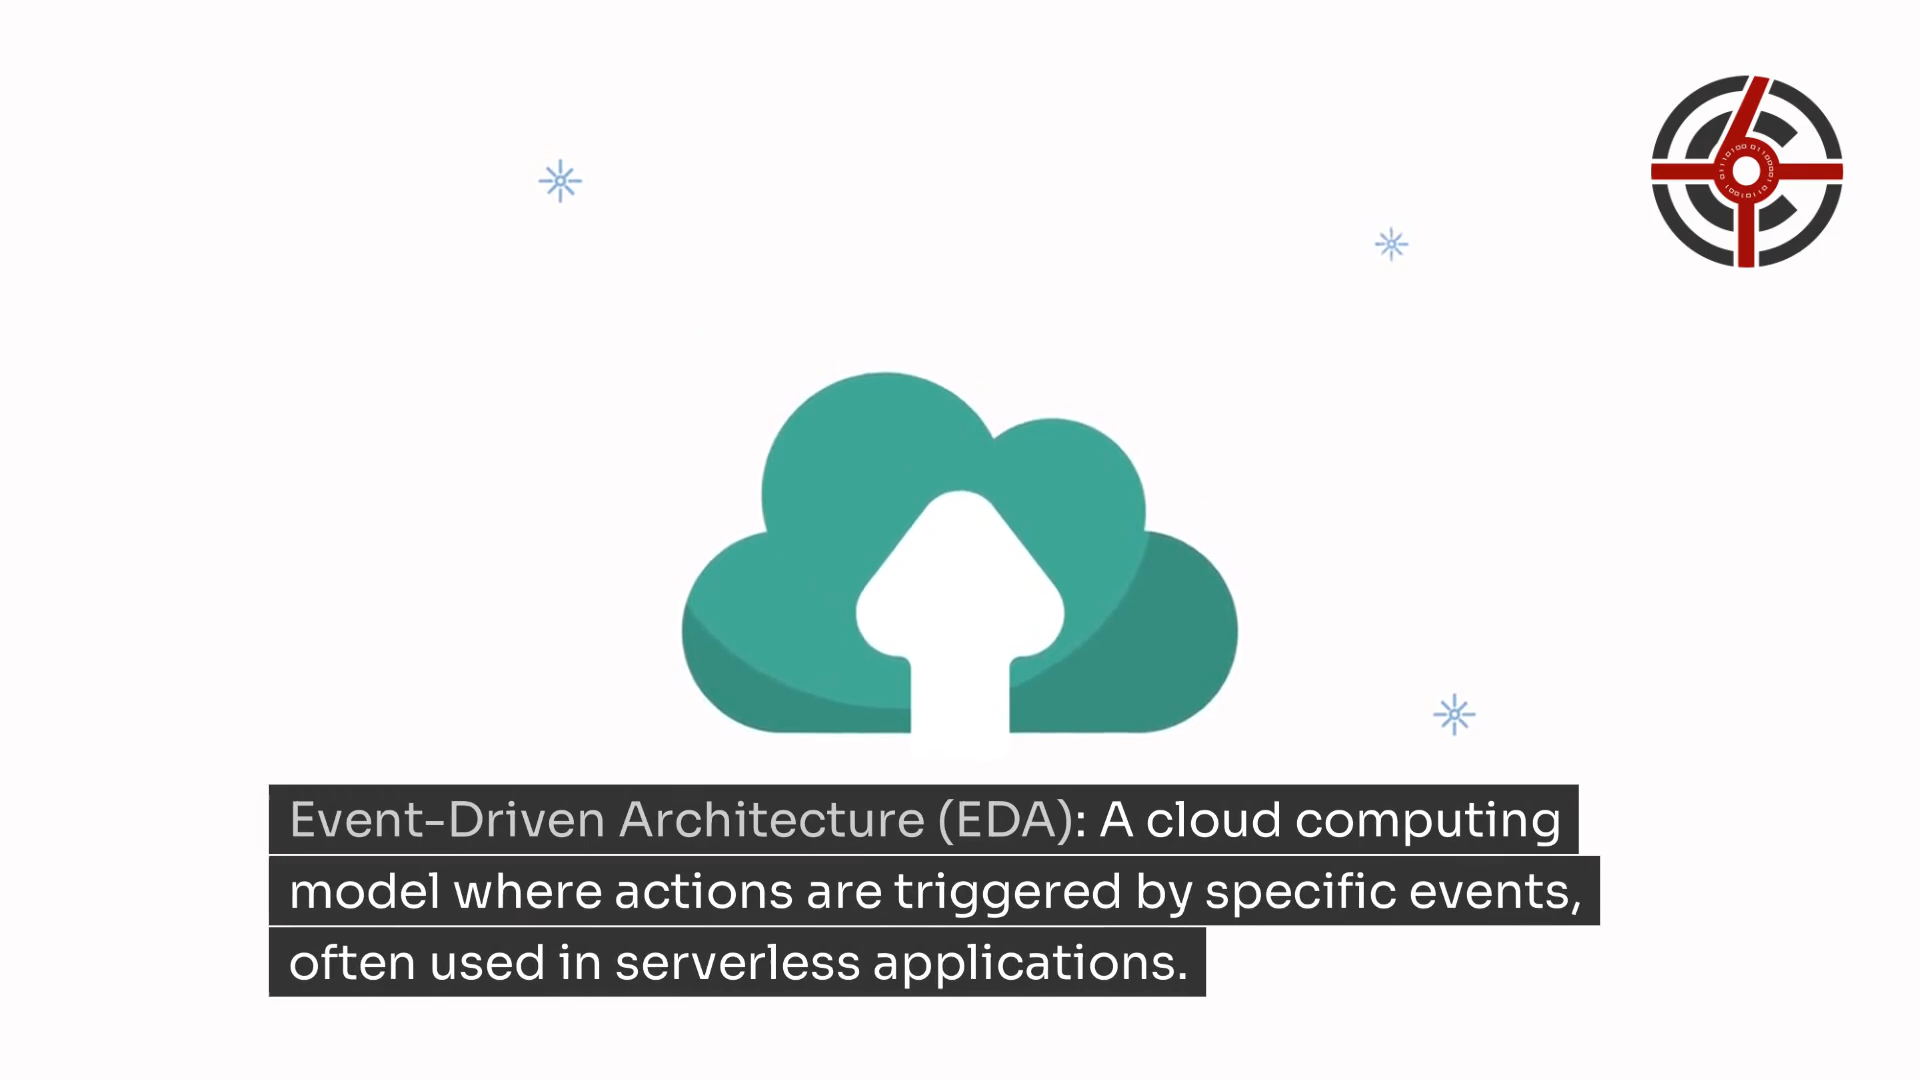 Event-Driven Architecture (EDA): A cloud computing
model where actions are triggered by specific events,
often used in serverless applications.